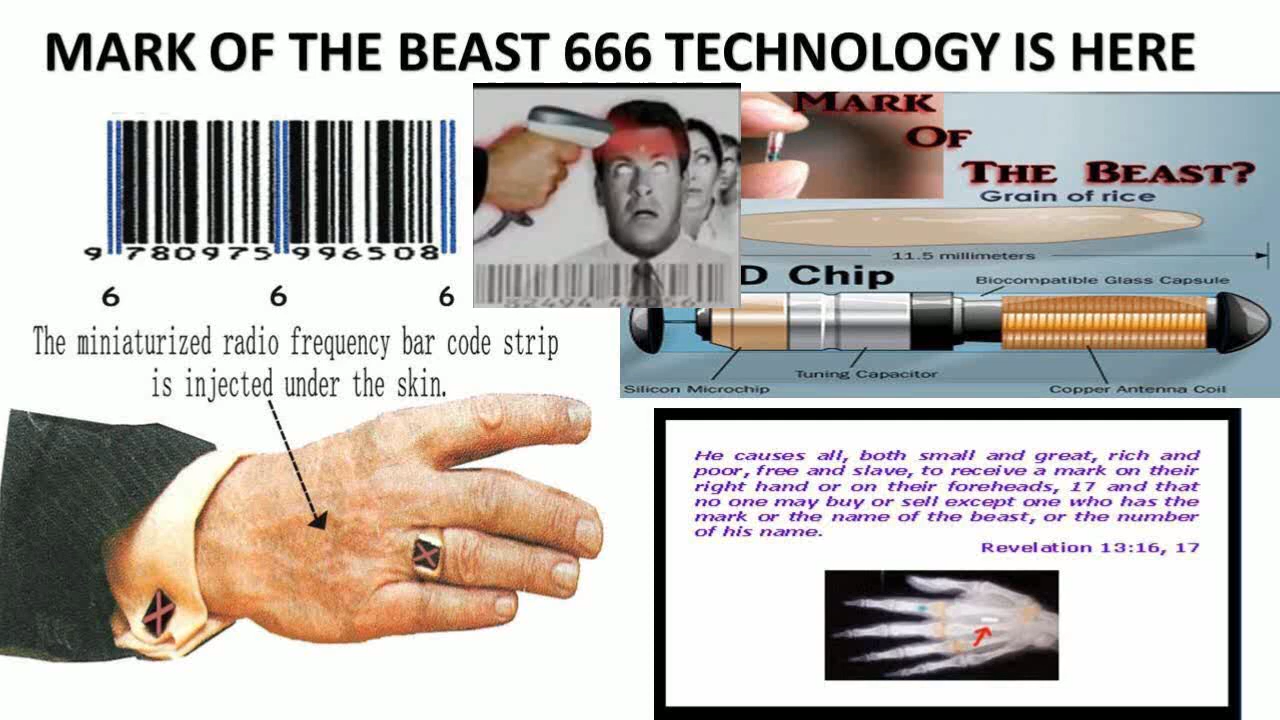 MARK OF THE BEAST 666 TECHNOLOGY IS HERE
9 780975 996508
6 6 6
The miniaturized radio frequency bar code strip
is injected under the skin.
MARK
OF
THE BEAST?
Grain of rice
11.5 millimeters
D Chip
Biocompatible Glass Capsule
Tuning Capacitor
Silicon Microchip
Copper Antenna Coil
He causes all, both small and great, rich and
poor, free and slave, to receive a mark on their
right hand or on their foreheads, 17 and that
no one may buy or sell except one who has the
mark or the name of the beast, or the number
of his name.
Revelation 13:16, 17